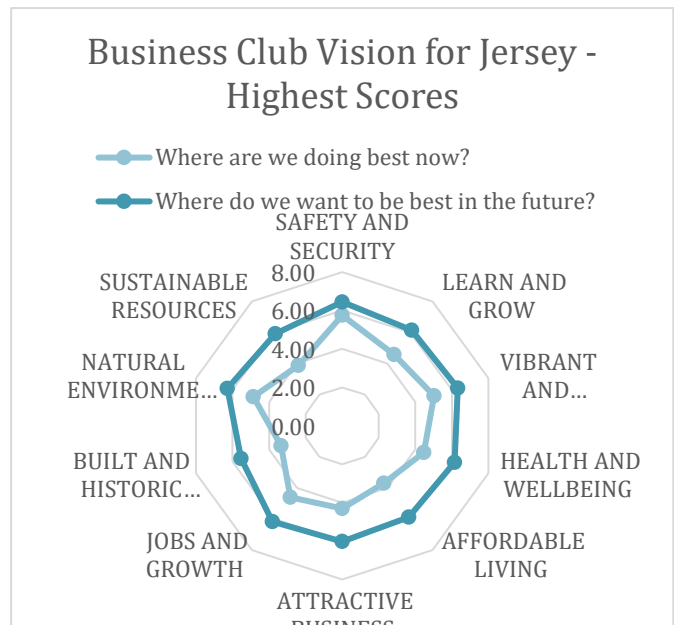 Business Club Vision for Jersey -
Highest Scores
Where are we doing best now?
Where do we want to be best in the future?
SAFETY AND
SECURITY
LEARN AND
GROW
VIBRANT
AND...
HEALTH AND
WELLBEING
AFFORDABLE
LIVING
ATTRACTIVE
BUSINESS
JOBS AND
GROWTH
BUILT AND
HISTORIC...
NATURAL
ENVIRONME...
SUSTAINABLE
RESOURCES
8.00
6.00
4.00
2.00
0.00